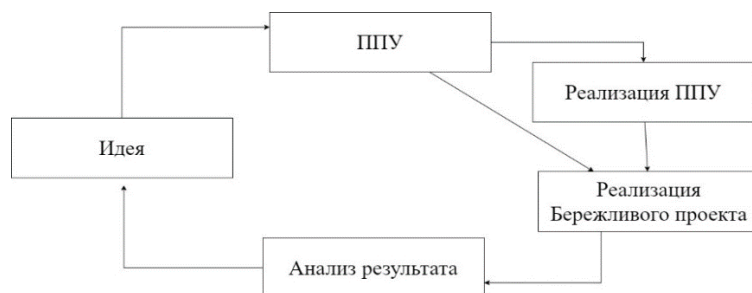 ППУ
Реализация ППУ
Идея
Реализация
Бережливого проекта
Анализ результата